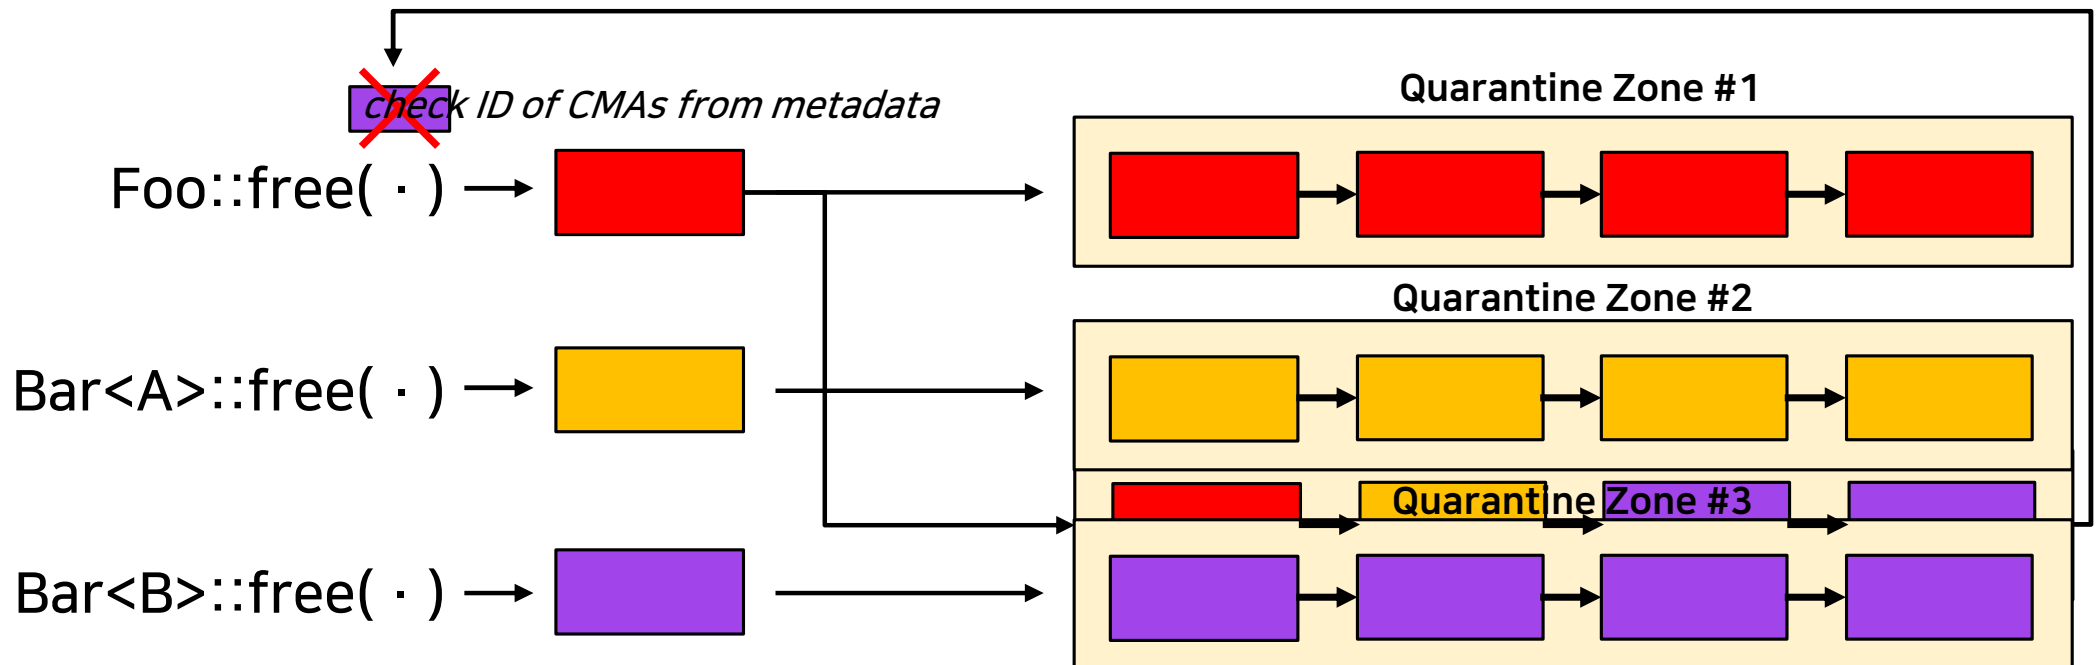 check ID of CMAs from metadata
Quarantine Zone #1
Foo::free( · )
Quarantine Zone #2
Bar<A>::free( · )
Quarantine Zone #3
Bar<B>::free( · )